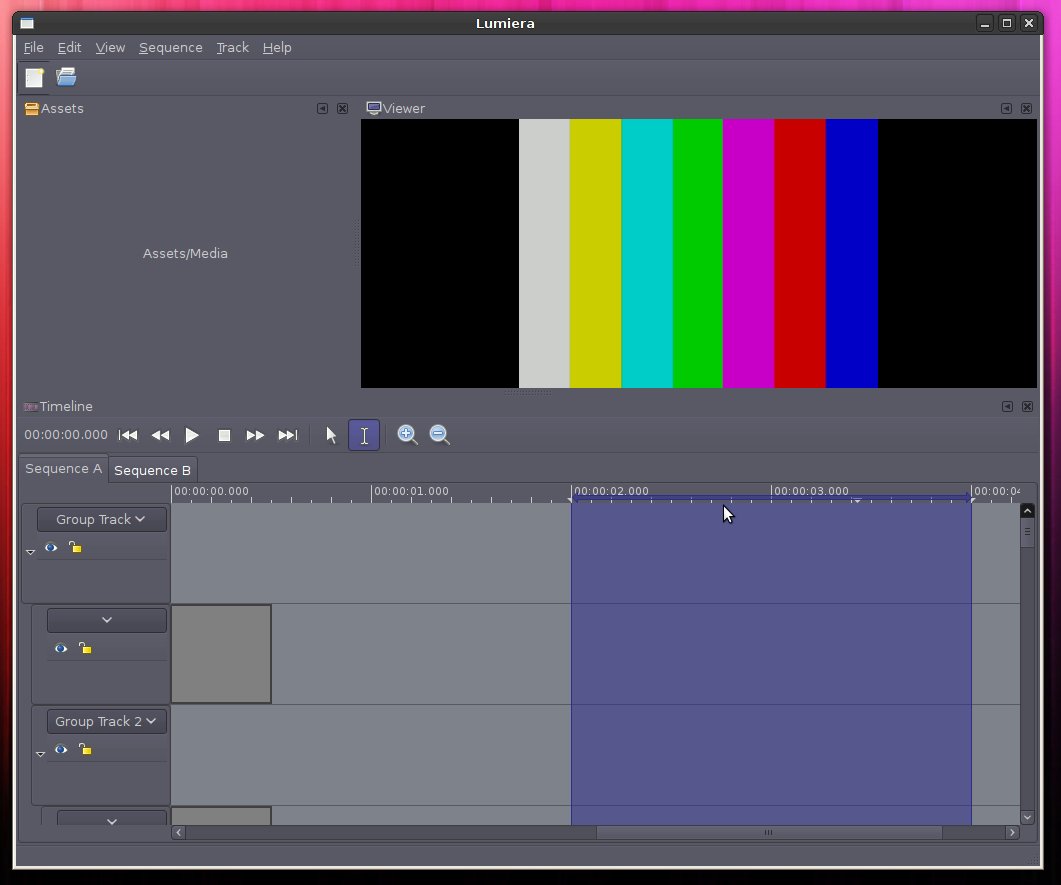 Lumiera
File Edit View Sequence Track Help
Assets
Viewer
Assets/Media
Timeline
00:00:00.000
Sequence A Sequence B
00:00:00.000 00:00:01.000 00:00:02.000 00:00:03.000 00:00:04
Group Track
Group Track 2